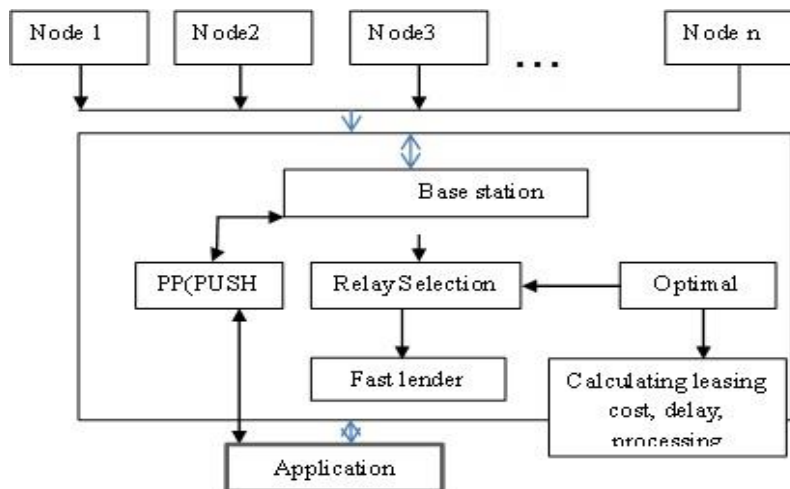 Node 1
Node2
Node3
...
Node n
Base station
PP(PUSH
Relay Selection
Optimal
Fast lender
Calculating leasing
cost, delay,
processing
Application